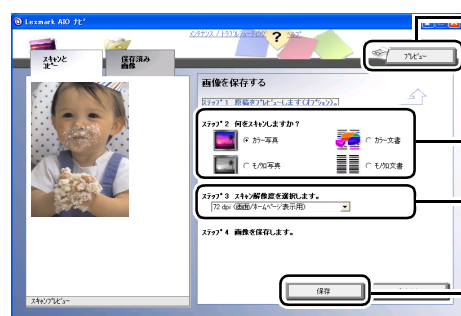 Lexmark AIO ナビ
メンテナンス / トラブルシューティング
ヘルプ
スキャンと
コピー
保存済み
画像
プレビュー
画像を保存する
ステップ 1 原稿をプレビューします(オプション)。
ステップ 2 何をスキャンしますか?
カラー写真
カラー文書
モノクロ写真
モノクロ文書
ステップ 3 スキャン解像度を選択します。
72 dpi (画面/ホームページ表示用)
ステップ 4 画像を保存します。
保存
スキャンプレビュー